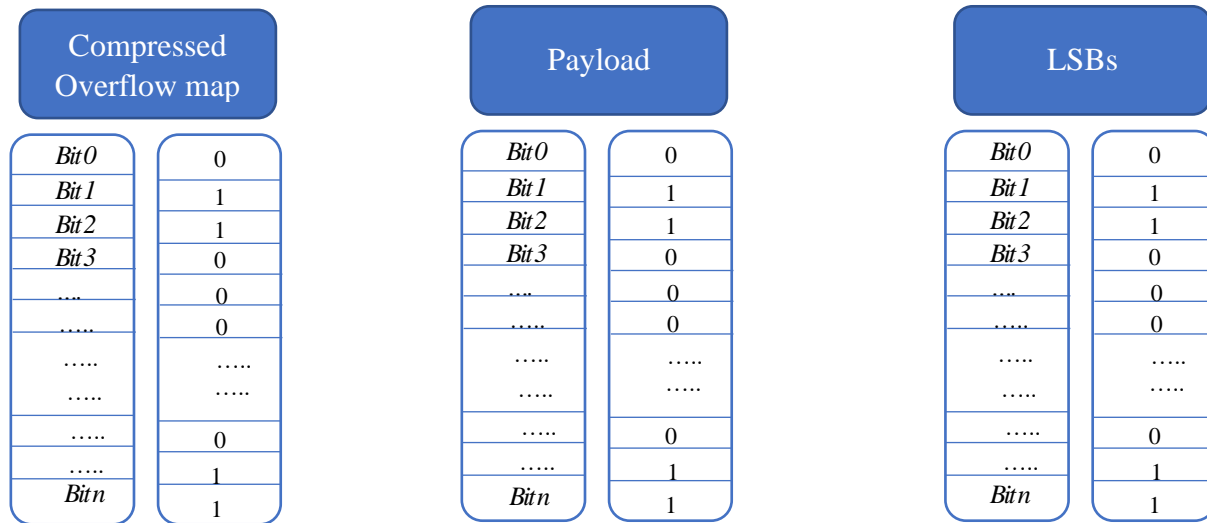 Compressed
Overflow map
Bit0 0
Bit1 1
Bit2 1
Bit3 0
…. 0
….. 0
….. …..
….. …..
….. 0
….. 1
Bitn 1
Payload
Bit0 0
Bit1 1
Bit2 1
Bit3 0
…. 0
….. 0
….. …..
….. …..
….. 0
….. 1
Bitn 1
LSBs
Bit0 0
Bit1 1
Bit2 1
Bit3 0
…. 0
….. 0
….. …..
….. …..
….. 0
….. 1
Bitn 1